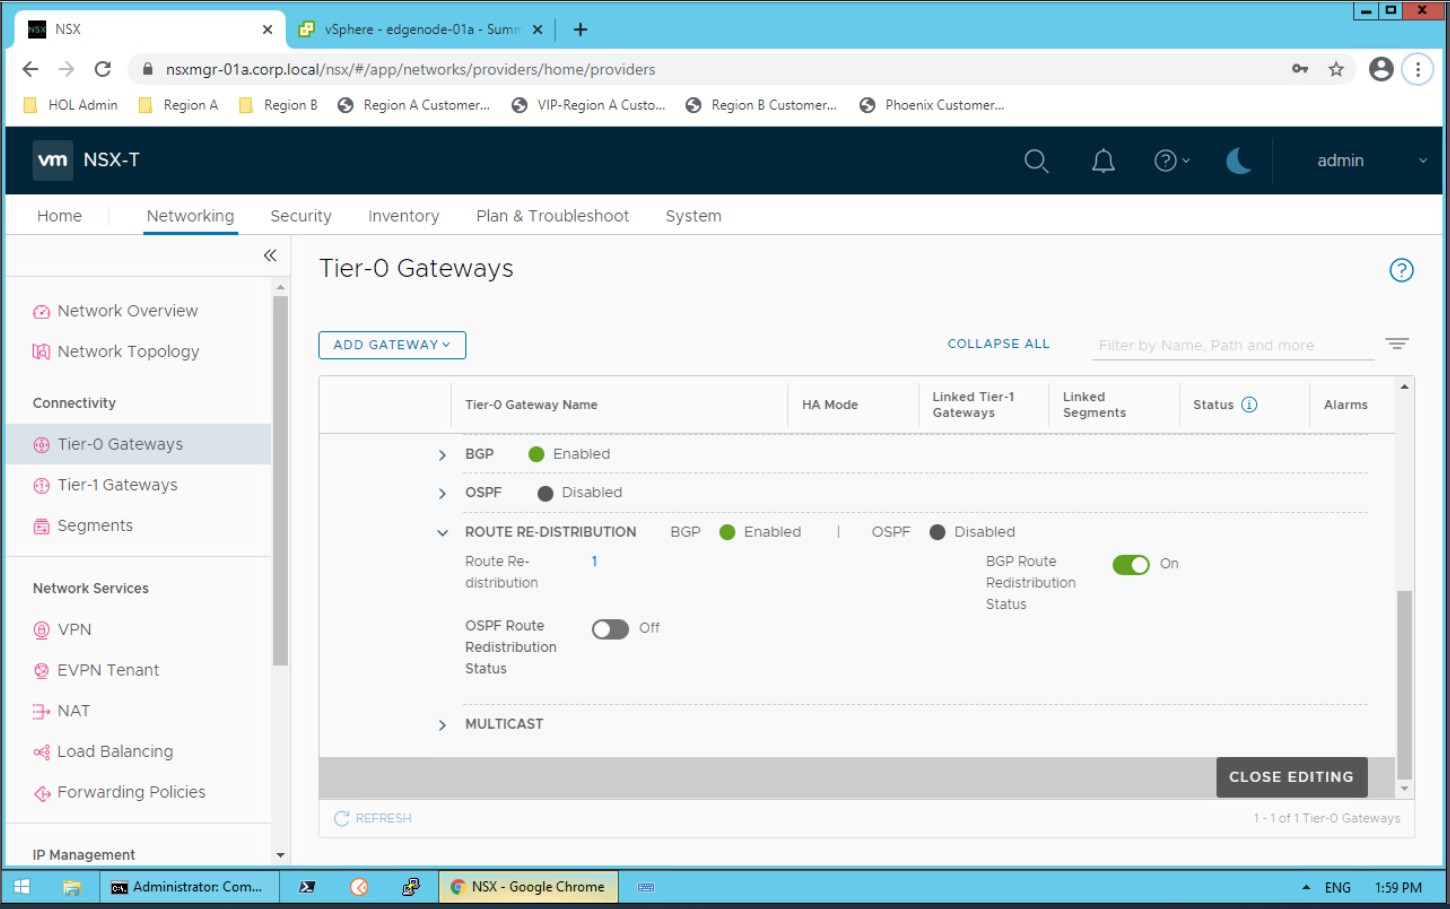 NSX
NSX
vSphere - edgenode-01a - Summ
nsxmgr-01a.corp.local/nsx/#/app/networks/providers/home/providers
HOL Admin
Region A
Region B
Region A Customer...
VIP-Region A Custo...
Region B Customer...
Phoenix Customer...
vm NSX-T
admin
Home
Networking
Security
Inventory
Plan & Troubleshoot
System
Network Overview
Network Topology
Connectivity
Tier-0 Gateways
Tier-1 Gateways
Segments
Network Services
VPN
EVPN Tenant
NAT
Load Balancing
Forwarding Policies
IP Management
Tier-0 Gateways
ADD GATEWAY
COLLAPSE ALL
Filter by Name, Path and more
Tier-0 Gateway Name
HA Mode
Linked Tier-1
Gateways
Linked
Segments
Status
Alarms
BGP Enabled
OSPF Disabled
ROUTE RE-DISTRIBUTION BGP Enabled | OSPF Disabled
Route Re-
distribution
1
BGP Route
Redistribution
Status
On
OSPF Route
Redistribution
Status
Off
MULTICAST
CLOSE EDITING
REFRESH
1 - 1 of 1 Tier-0 Gateways
Administrator: Com...
NSX - Google Chrome
ENG
1:59 PM